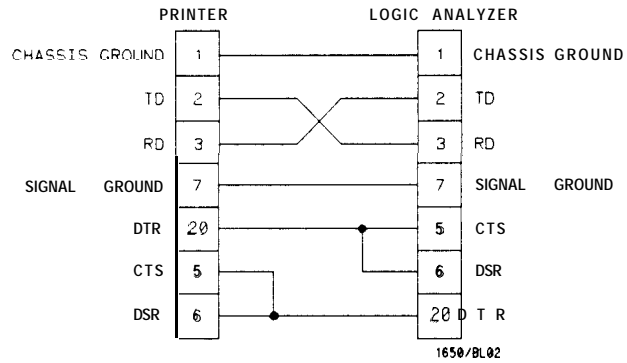 PRINTER LOGIC ANALYZER
CHASSIS GROUND 1 1 CHASSIS GROUND
TD 2 2 TD
RD 3 3 RD
SIGNAL GROUND 7 7 SIGNAL GROUND
DTR 20 5 CTS
CTS 5 6 DSR
DSR 6 20 DTR
1650/BL02